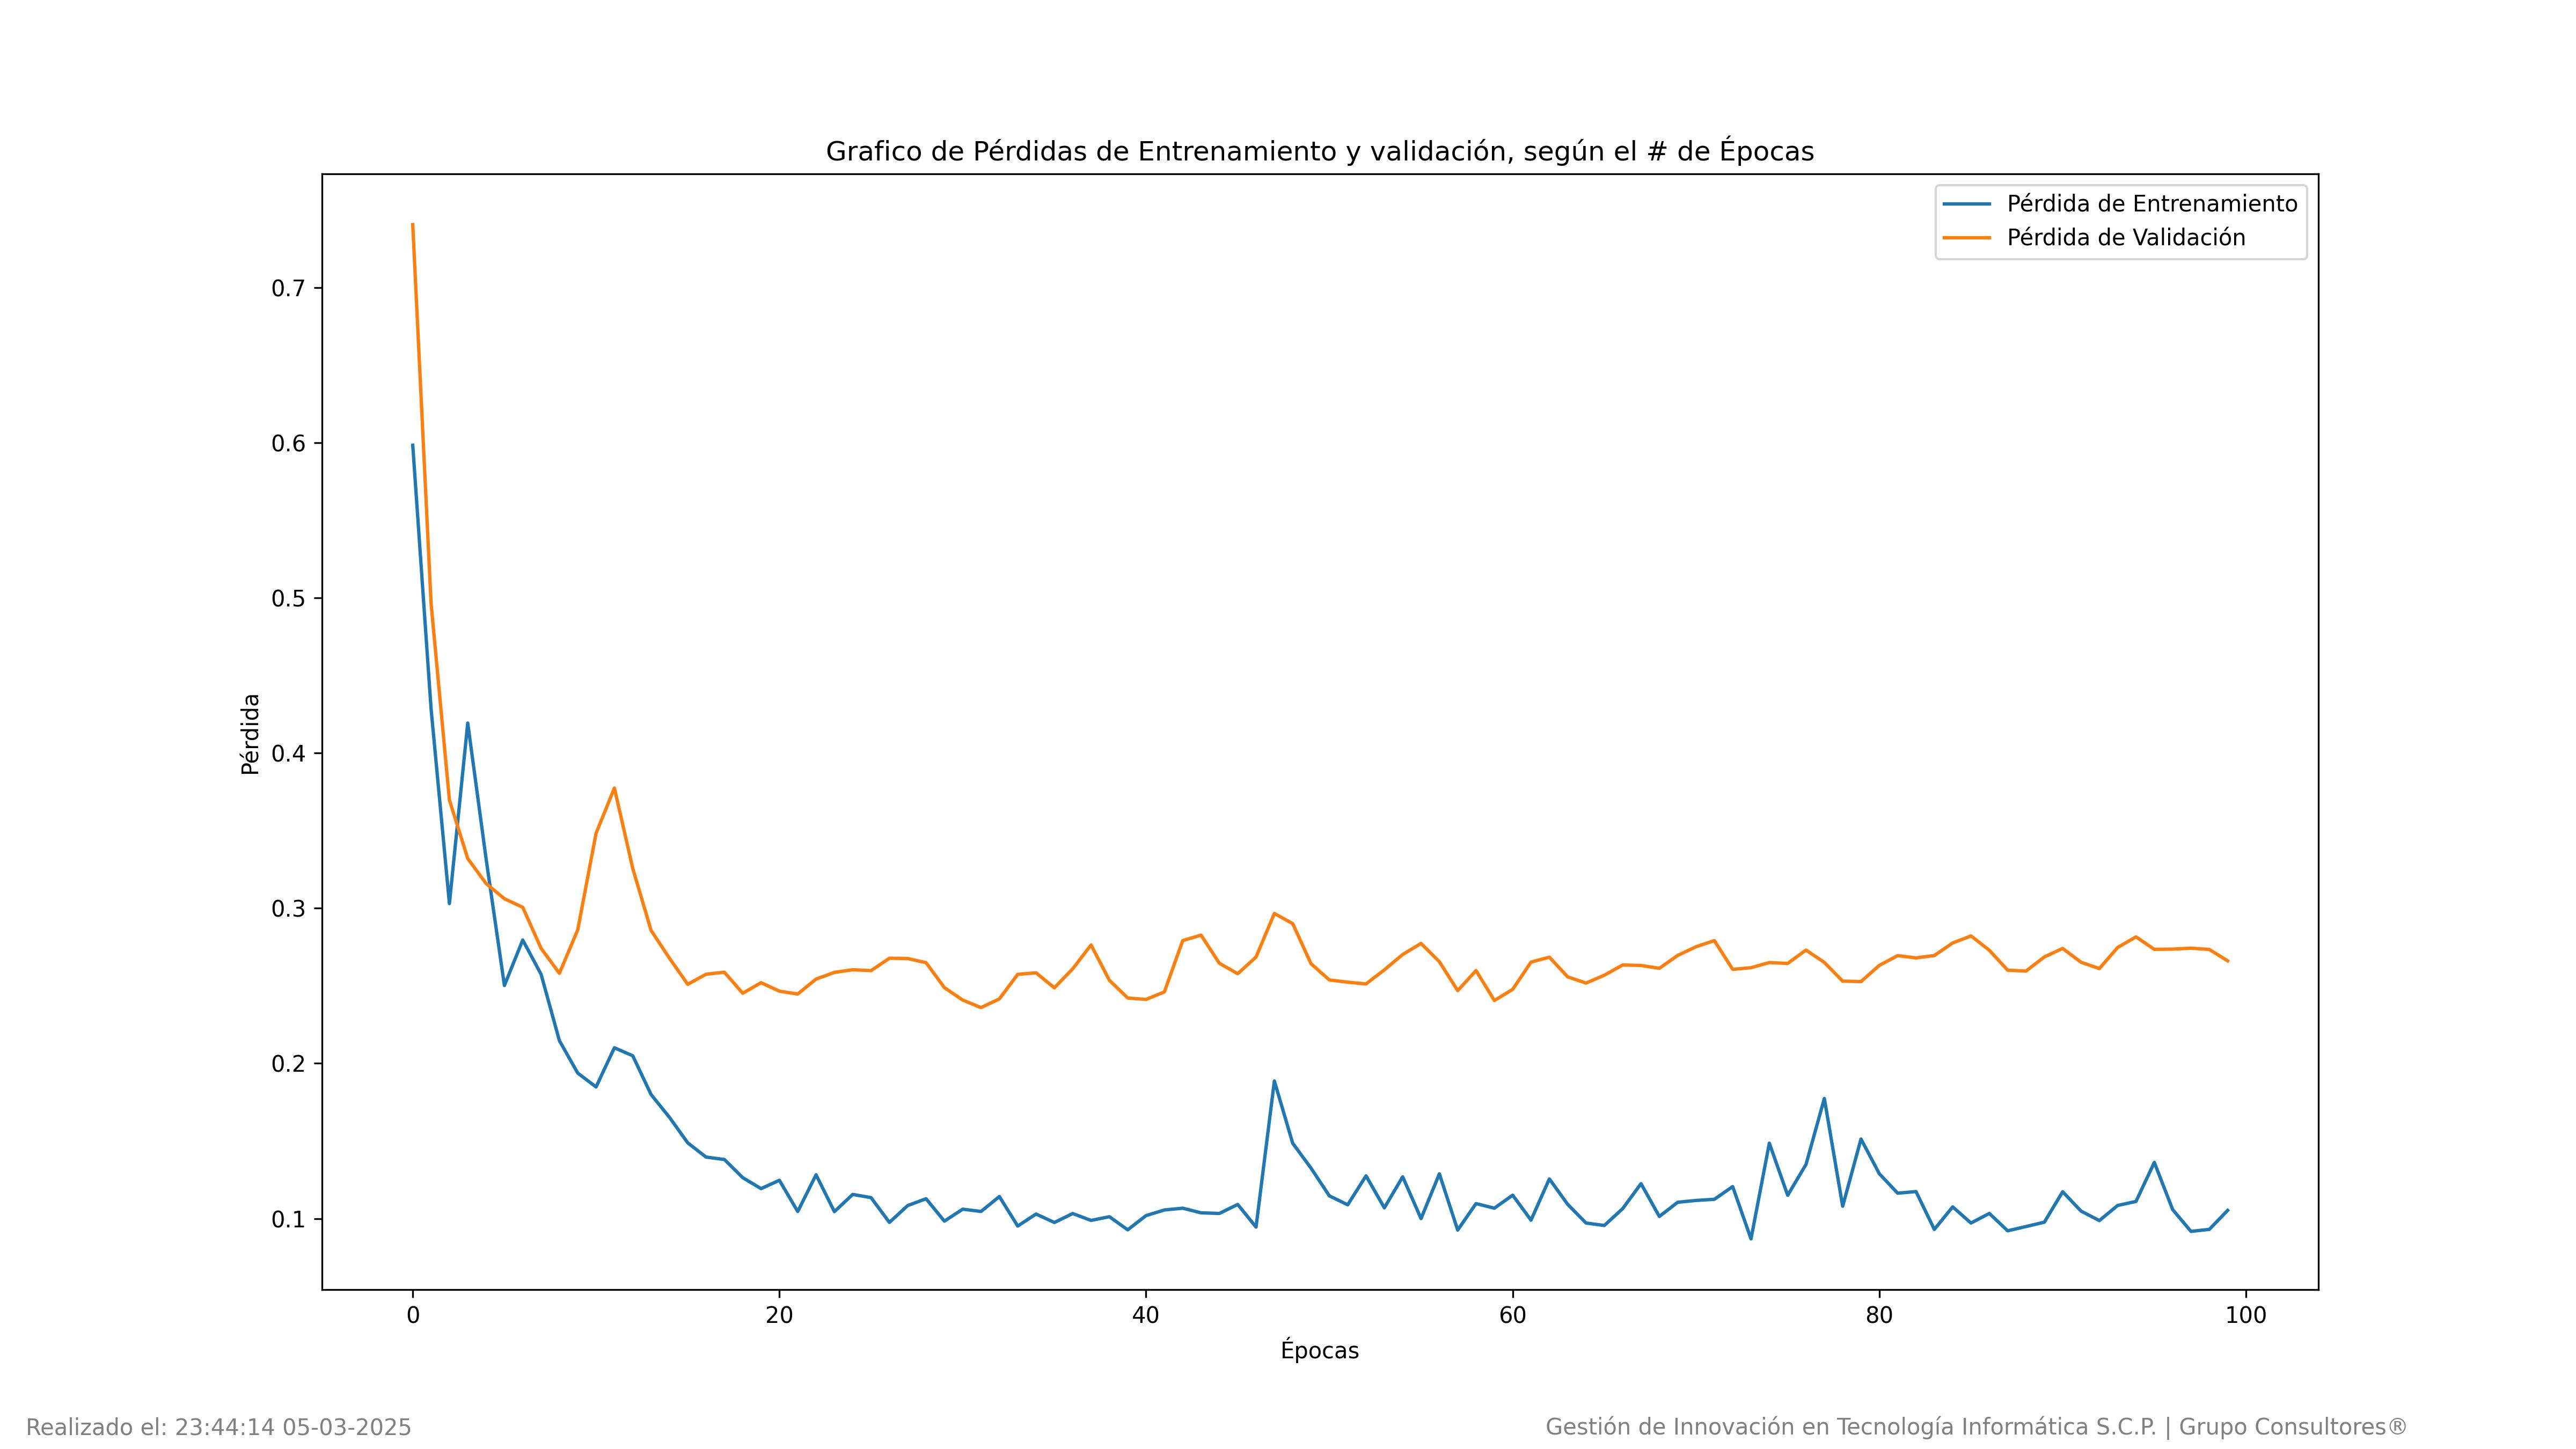 Grafico de Pérdidas de Entrenamiento y validación, según el # de Épocas
Pérdida de Entrenamiento
Pérdida de Validación
0.7
0.6
0.5
0.4
0.3
0.2
0.1
Pérdida
0 20 40 60 80 100
Épocas
Realizado el: 23:44:14 05-03-2025
Gestión de Innovación en Tecnología Informática S.C.P. | Grupo Consultores®